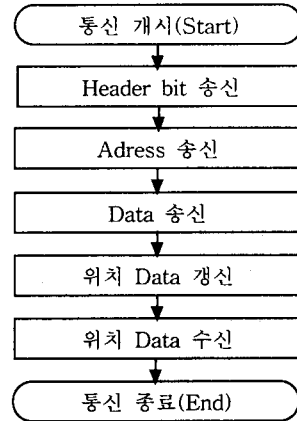 통신 개시(Start)
Header bit 송신
Adress 송신
Data 송신
위치 Data 갱신
위치 Data 수신
통신 종료(End)